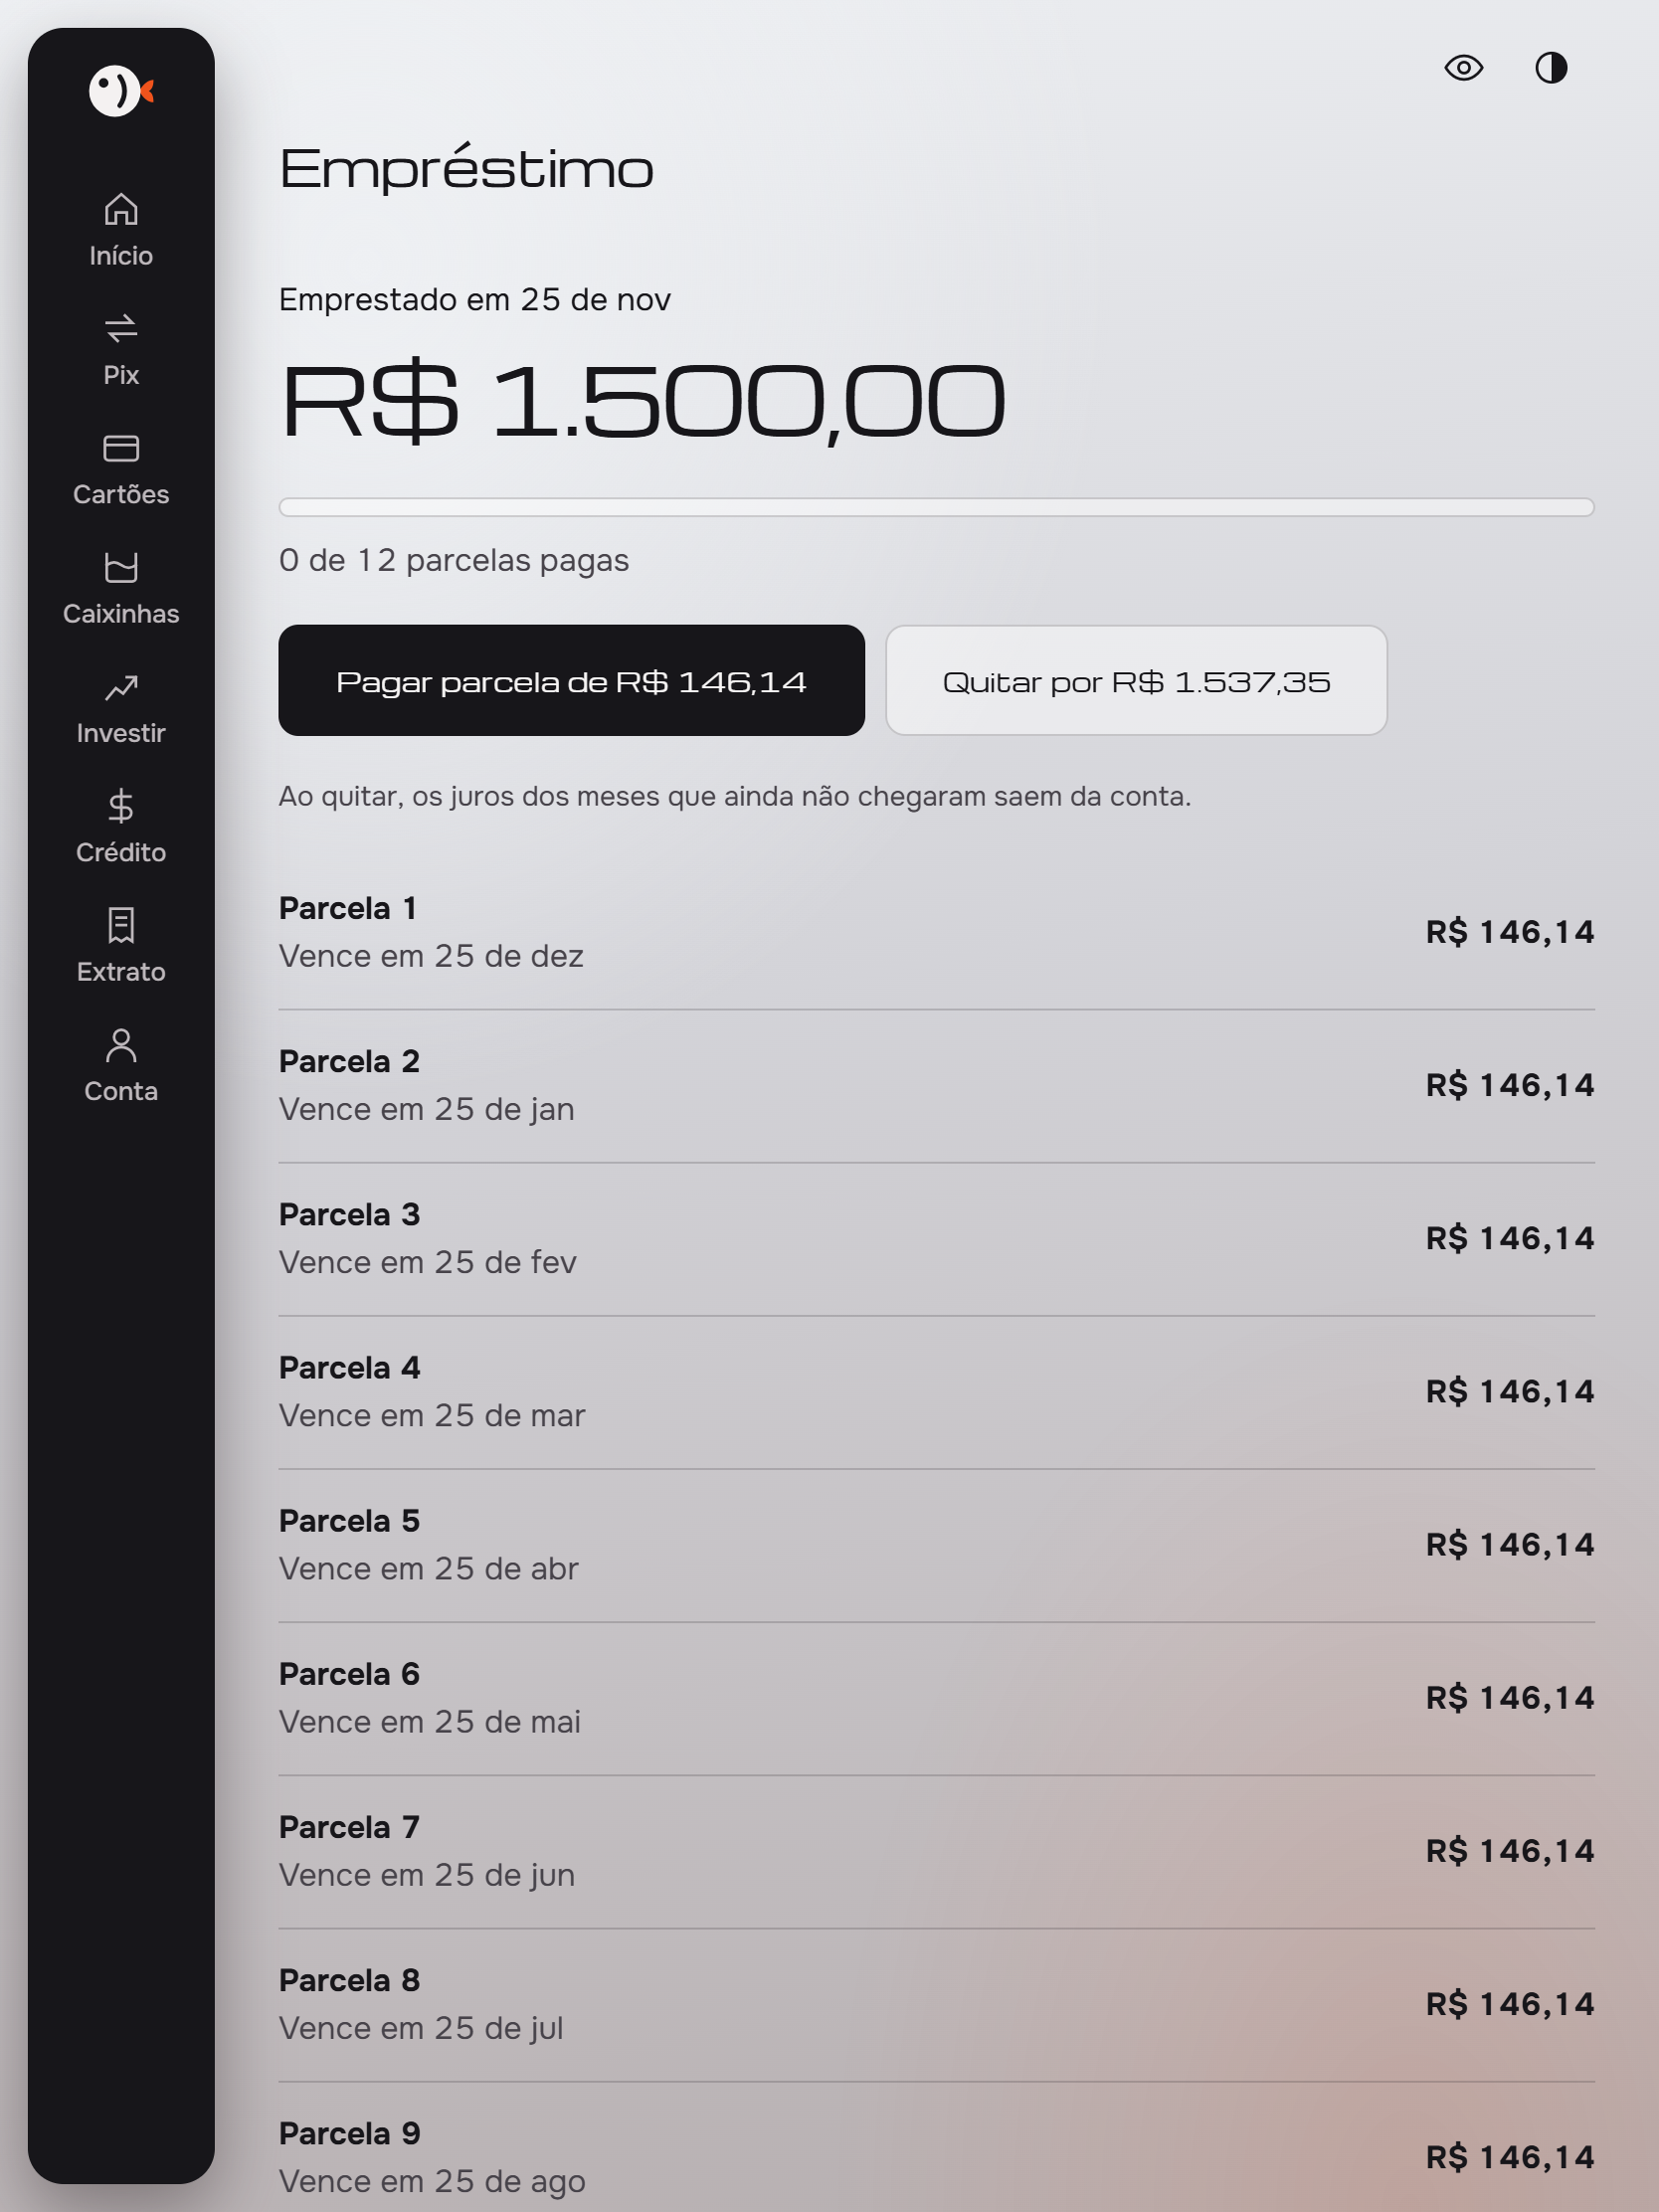 Início
Pix
Cartões
Caixinhas
Investir
Crédito
Extrato
Conta
Empréstimo
Emprestado em 25 de nov
R$ 1.500,00
0 de 12 parcelas pagas
Pagar parcela de R$ 146,14
Quitar por R$ 1.537,35
Ao quitar, os juros dos meses que ainda não chegaram saem da conta.
Parcela 1
Vence em 25 de dez
R$ 146,14
Parcela 2
Vence em 25 de jan
R$ 146,14
Parcela 3
Vence em 25 de fev
R$ 146,14
Parcela 4
Vence em 25 de mar
R$ 146,14
Parcela 5
Vence em 25 de abr
R$ 146,14
Parcela 6
Vence em 25 de mai
R$ 146,14
Parcela 7
Vence em 25 de jun
R$ 146,14
Parcela 8
Vence em 25 de jul
R$ 146,14
Parcela 9
Vence em 25 de ago
R$ 146,14